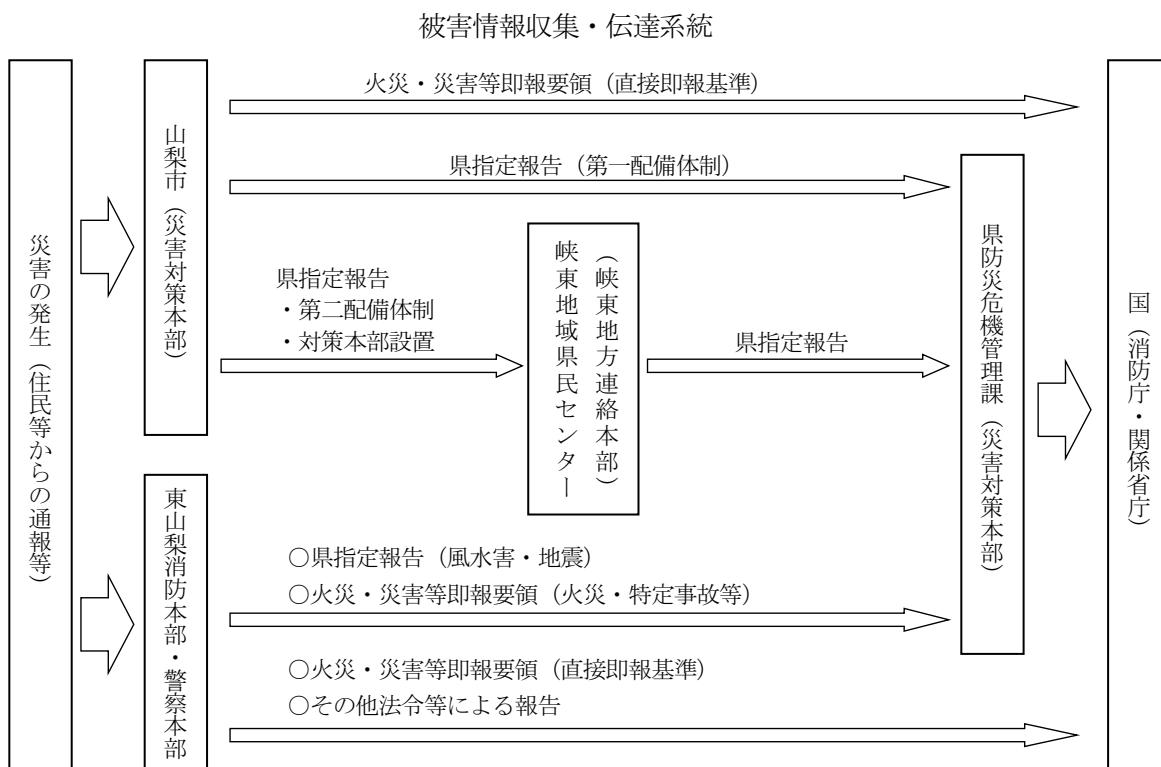 被害情報収集・伝達系統
災害の発生（住民等からの通報等）
山梨市（災害対策本部）
火災・災害等即報要領（直接即報基準）
県指定報告（第一配備体制）
県指定報告
・第二配備体制
・対策本部設置
（峡東地方連絡本部）
峡東地域県民センター
県指定報告
県防災危機管理課（災害対策本部）
国（消防庁・関係省庁）
東山梨消防本部・警察本部
○県指定報告（風水害・地震）
○火災・災害等即報要領（火災・特定事故等）
○火災・災害等即報要領（直接即報基準）
○その他法令等による報告